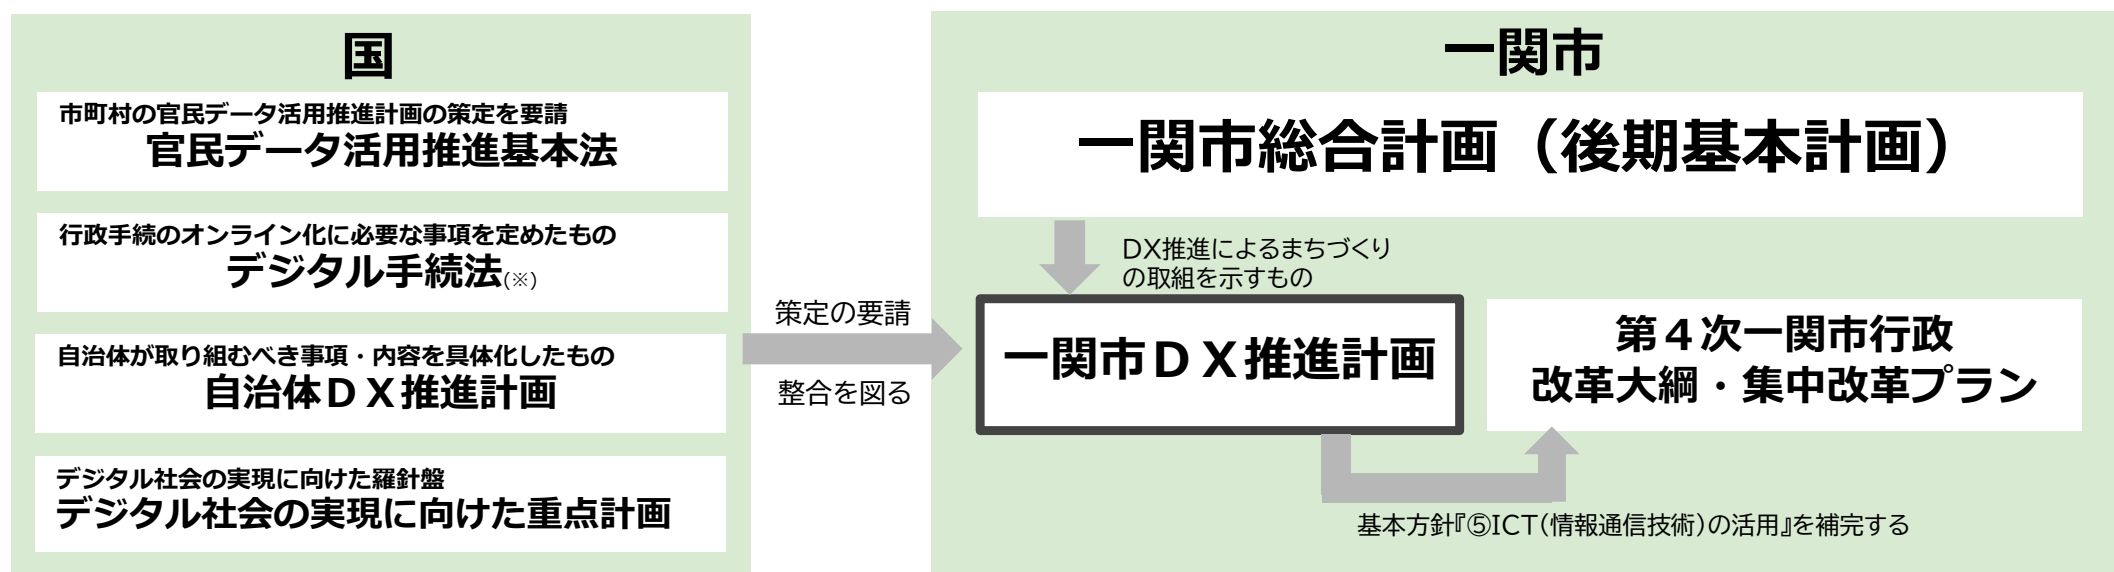 国
市町村の官民データ活用推進計画の策定を要請
官民データ活用推進基本法
行政手続のオンライン化に必要な事項を定めたもの
デジタル手続法(※)
自治体が取り組むべき事項・内容を具体化したもの
自治体ＤＸ推進計画
デジタル社会の実現に向けた羅針盤
デジタル社会の実現に向けた重点計画
策定の要請
整合を図る
一関市
一関市総合計画（後期基本計画）
DX推進によるまちづくり
の取組を示すもの
一関市ＤＸ推進計画
第４次一関市行政
改革大綱・集中改革プラン
基本方針『⑤ICT(情報通信技術)の活用』を補完する